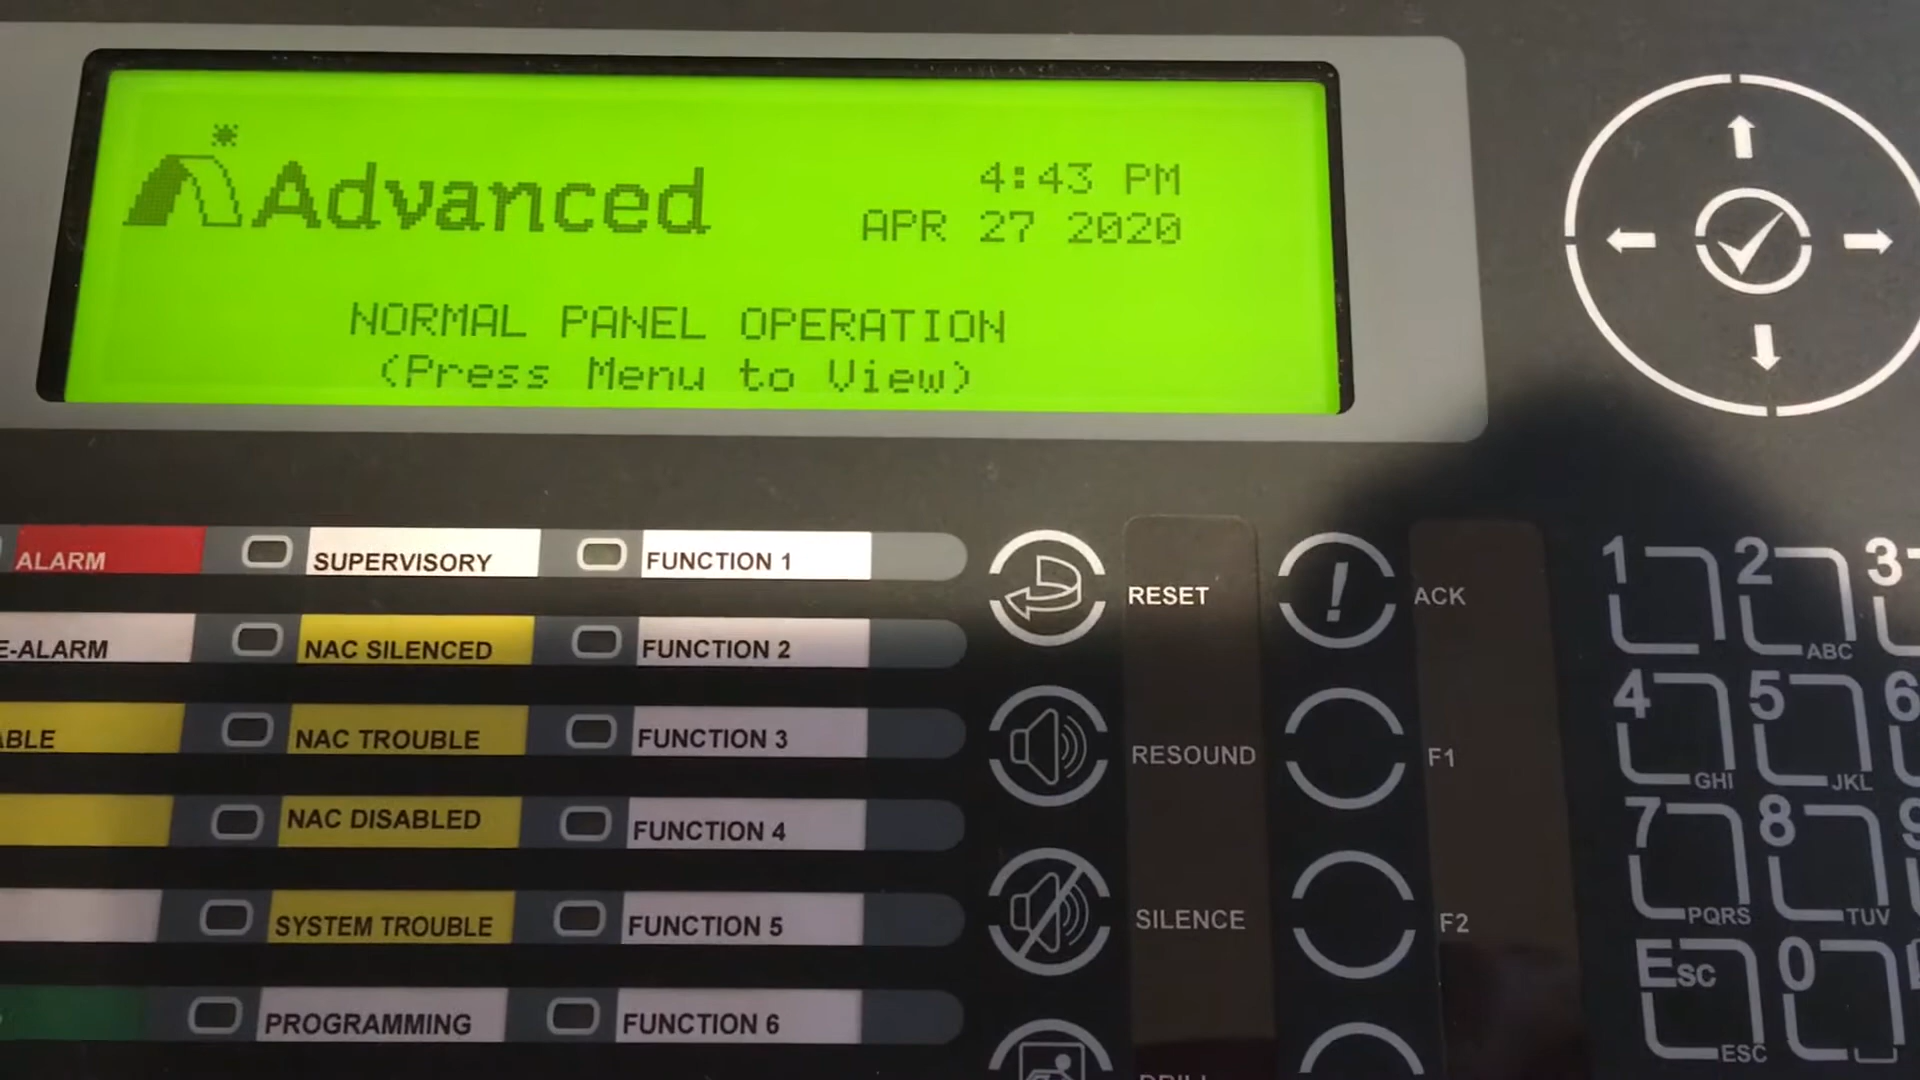 Advanced
4:43 PM
APR 27 2020
NORMAL PANEL OPERATION
(Press Menu to View)
ALARM
SUPERVISORY
FUNCTION 1
E-ALARM
NAC SILENCED
FUNCTION 2
ABLE
NAC TROUBLE
FUNCTION 3
NAC DISABLED
FUNCTION 4
SYSTEM TROUBLE
FUNCTION 5
PROGRAMMING
FUNCTION 6
RESET
! ACK
RESOUND
F1
SILENCE
F2
1
2 ABC
3
4 GHI
5 JKL
6
7 PQRS
8 TUV
9
ESC ESC
0